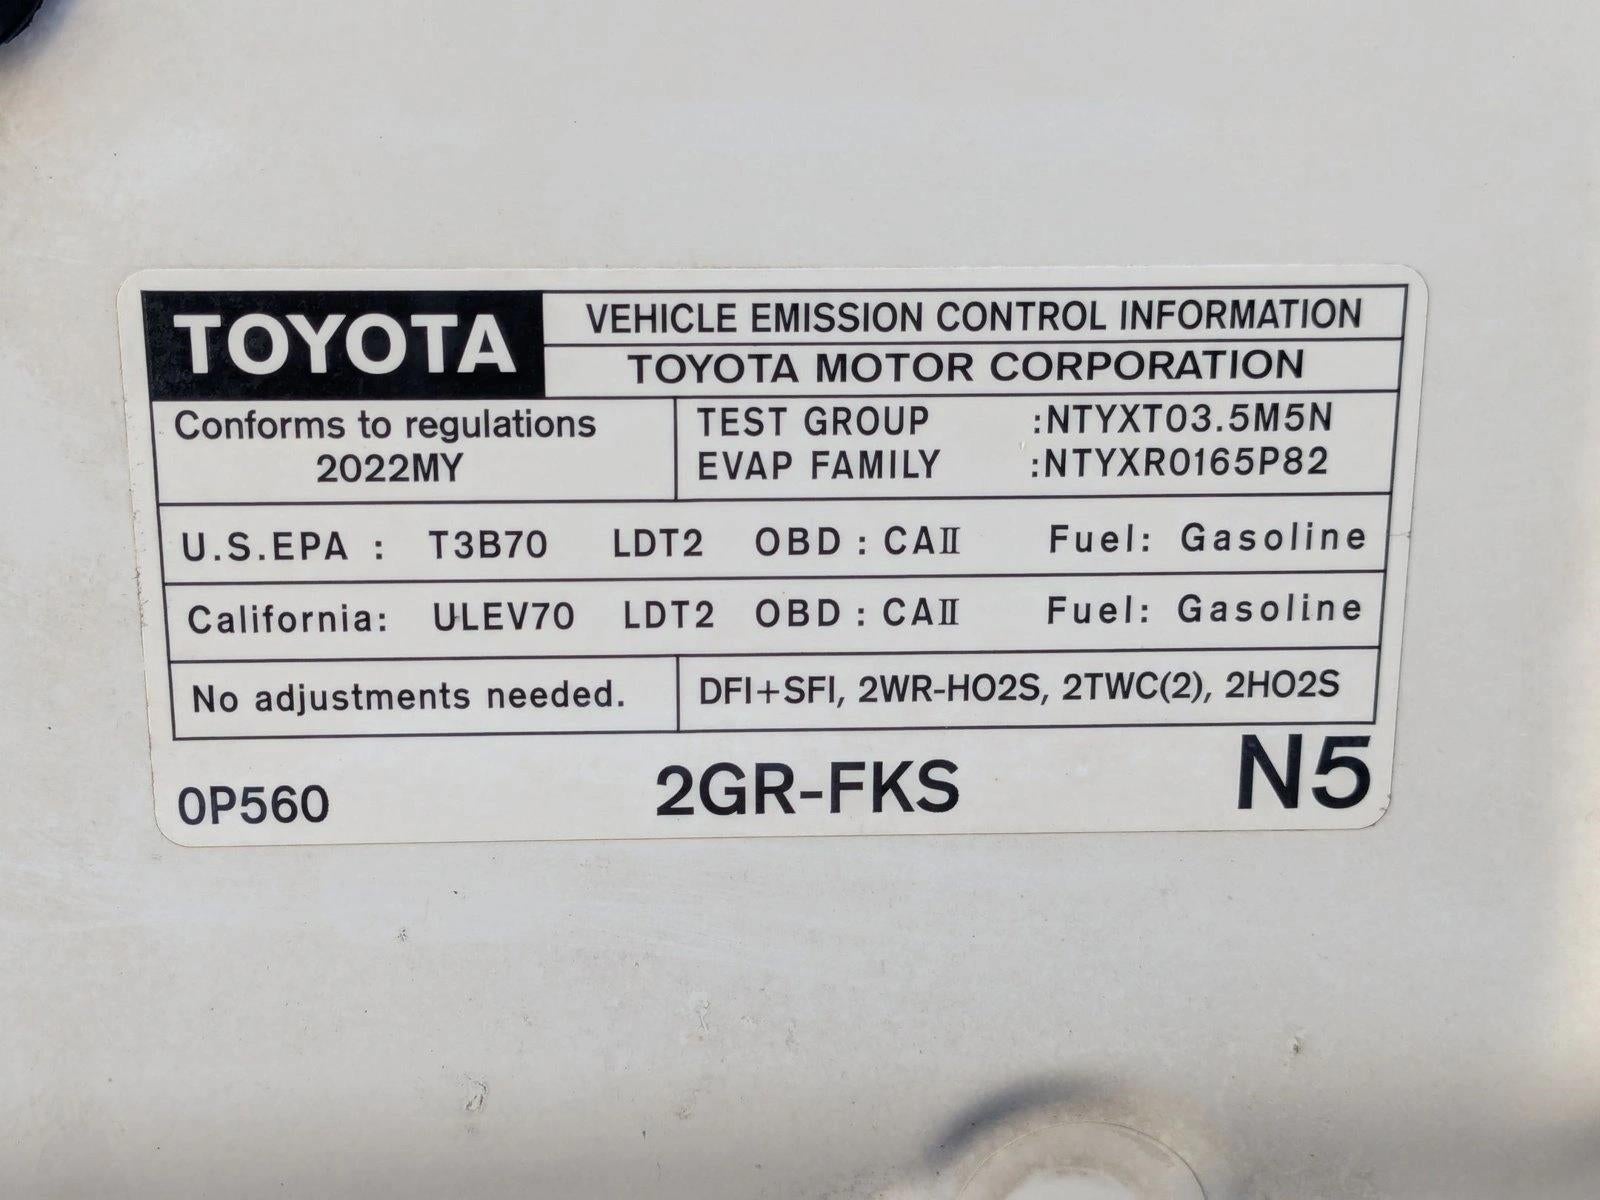 TOYOTA
VEHICLE EMISSION CONTROL INFORMATION
TOYOTA MOTOR CORPORATION
Conforms to regulations
2022MY
TEST GROUP :NTYXT03.5M5N
EVAP FAMILY :NTYXR0165P82
U.S.EPA : T3B70 LDT2 OBD : CAⅡ Fuel: Gasoline
California: ULEV70 LDT2 OBD : CAⅡ Fuel: Gasoline
No adjustments needed.
DFI+SFI, 2WR-HO2S, 2TWC(2), 2HO2S
0P560
2GR-FKS
N5